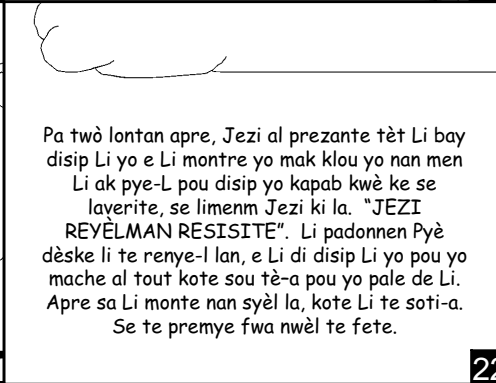 Pa twò lontan apre, Jezi al prezante tèt Li bay
disip Li yo e Li montre yo mak klou yo nan men
Li ak pye-L pou disip yo kapab kwè ke se
laverite, se limenm Jezi ki la. “JEZI
REYÈLMAN RESISITE”. Li padonnen Pyè
dèske li te renye-l lan, e Li di disip Li yo pou yo
mache al tout kote sou tè-a pou yo pale de Li.
Apre sa Li monte nan syèl la, kote Li te soti-a.
Se te premye fwa nwèl te fete.